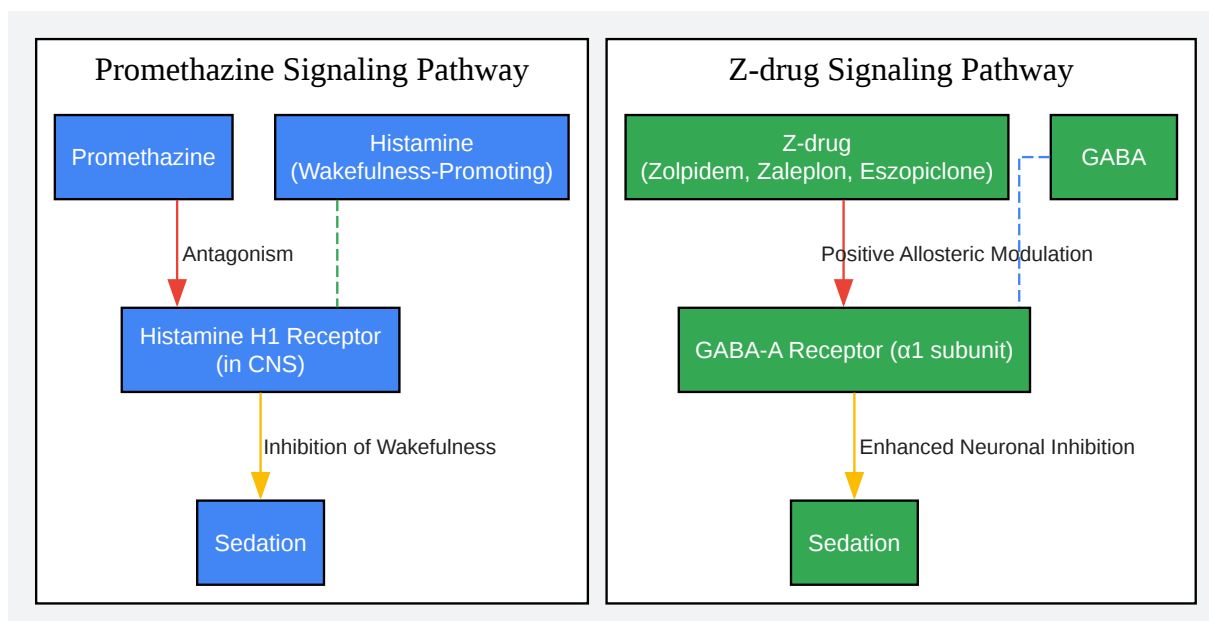 Promethazine Signaling Pathway
Promethazine
Histamine
(Wakefulness-Promoting)
Antagonism
Histamine H1 Receptor
(in CNS)
Inhibition of Wakefulness
Sedation
Z-drug Signaling Pathway
Z-drug
(Zolpidem, Zaleplon, Eszopiclone)
GABA
Positive Allosteric Modulation
GABA-A Receptor (α1 subunit)
Enhanced Neuronal Inhibition
Sedation